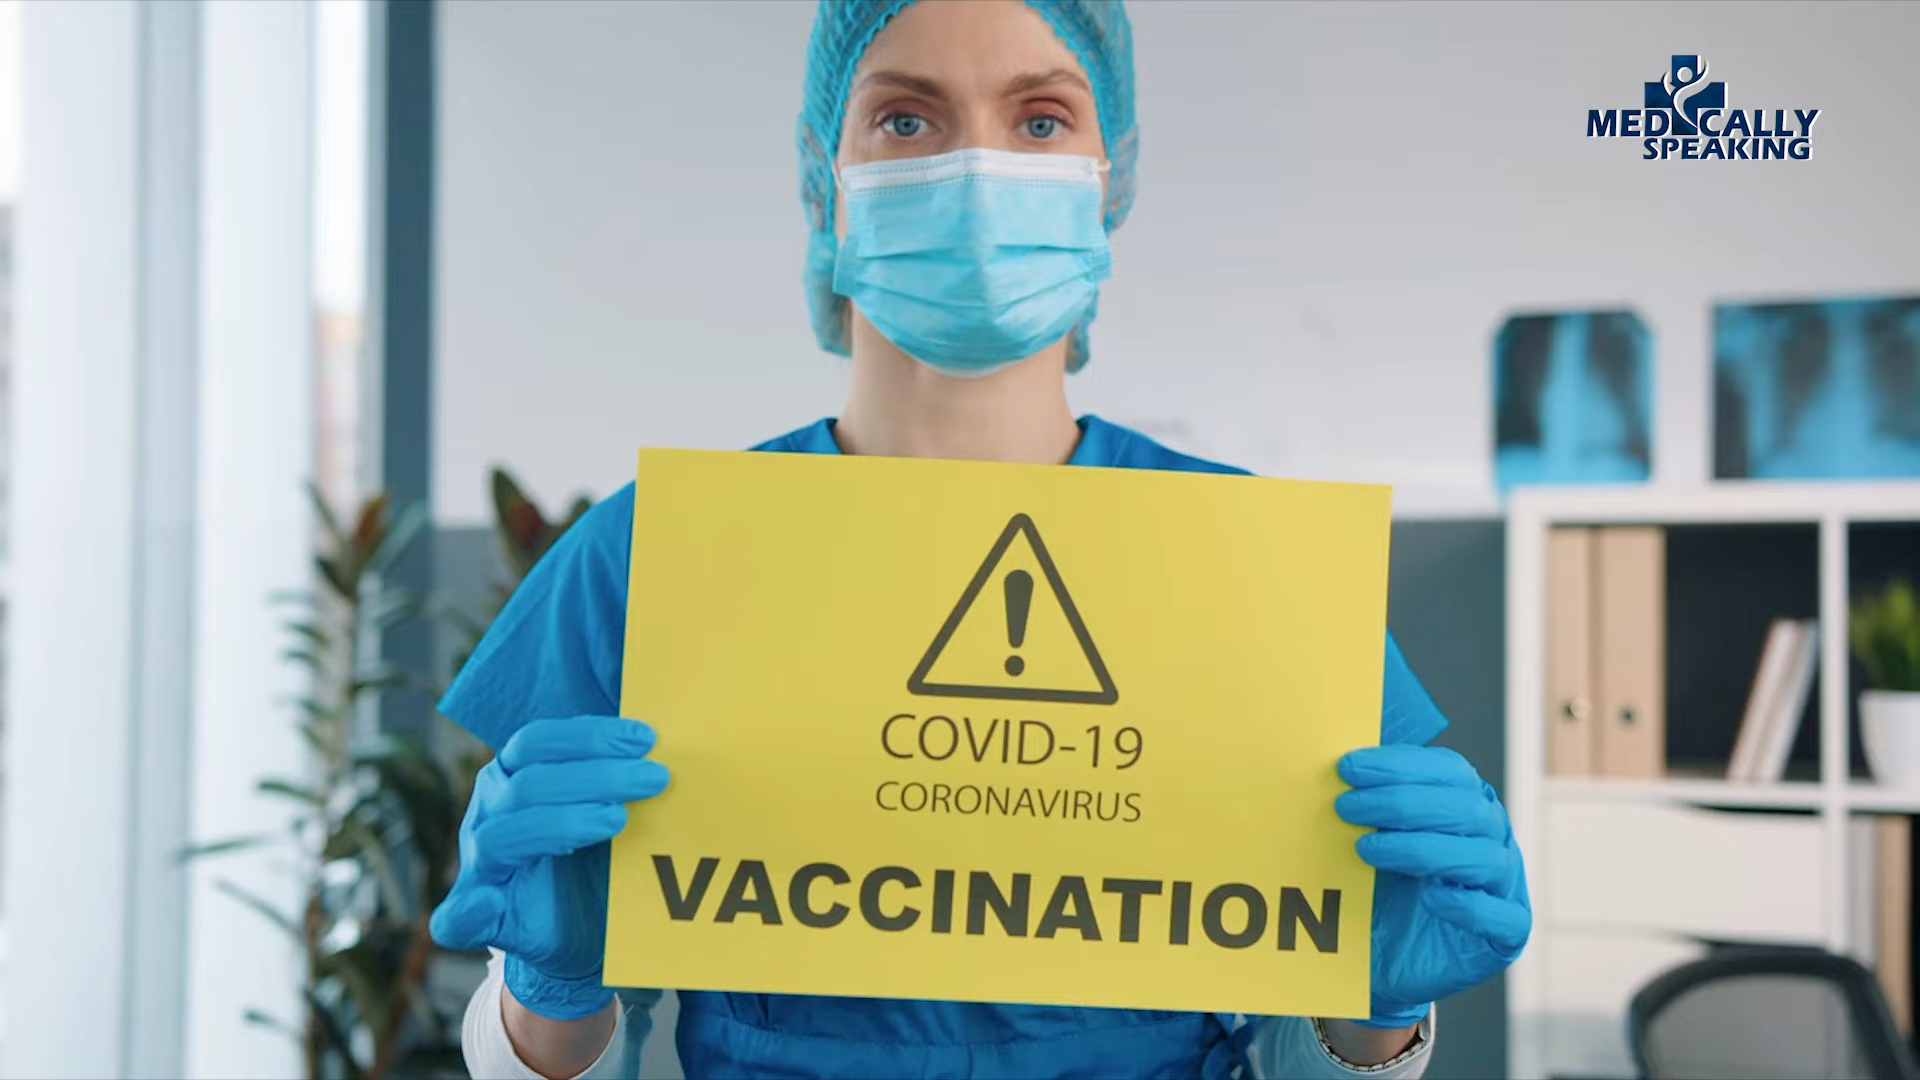 MEDICALLY
SPEAKING
COVID-19
CORONAVIRUS
VACCINATION